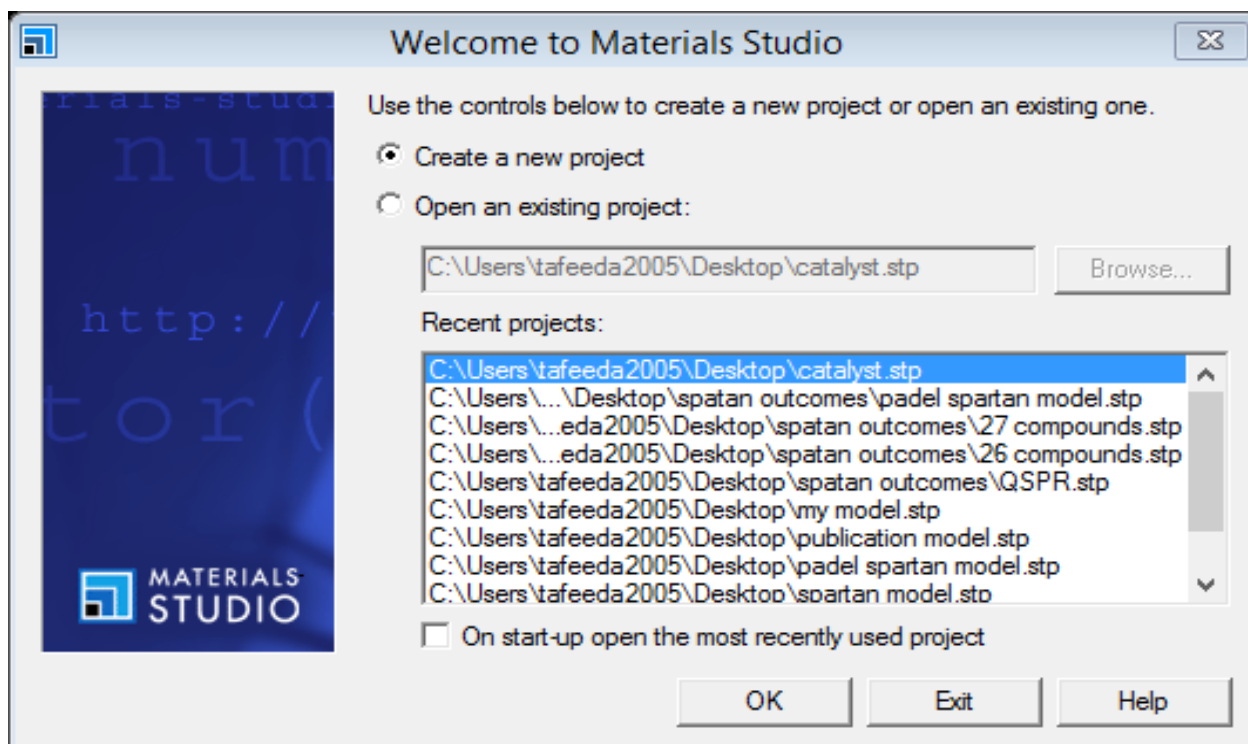 Welcome to Materials Studio
erials-studi
num
http://
tor(
MATERIALS
STUDIO
Use the controls below to create a new project or open an existing one.
Create a new project
Open an existing project:
C:\Users\tafeeda2005\Desktop\catalyst.stp
Browse...
Recent projects:
C:\Users\tafeeda2005\Desktop\catalyst.stp
C:\Users\...\Desktop\spatan outcomes\padel spartan model.stp
C:\Users\...eda2005\Desktop\spatan outcomes\27 compounds.stp
C:\Users\...eda2005\Desktop\spatan outcomes\26 compounds.stp
C:\Users\tafeeda2005\Desktop\spatan outcomes\QSPR.stp
C:\Users\tafeeda2005\Desktop\my model.stp
C:\Users\tafeeda2005\Desktop\publication model.stp
C:\Users\tafeeda2005\Desktop\padel spartan model.stp
C:\Users\tafeeda2005\Desktop\spartan model.stp
On start-up open the most recently used project
OK
Exit
Help